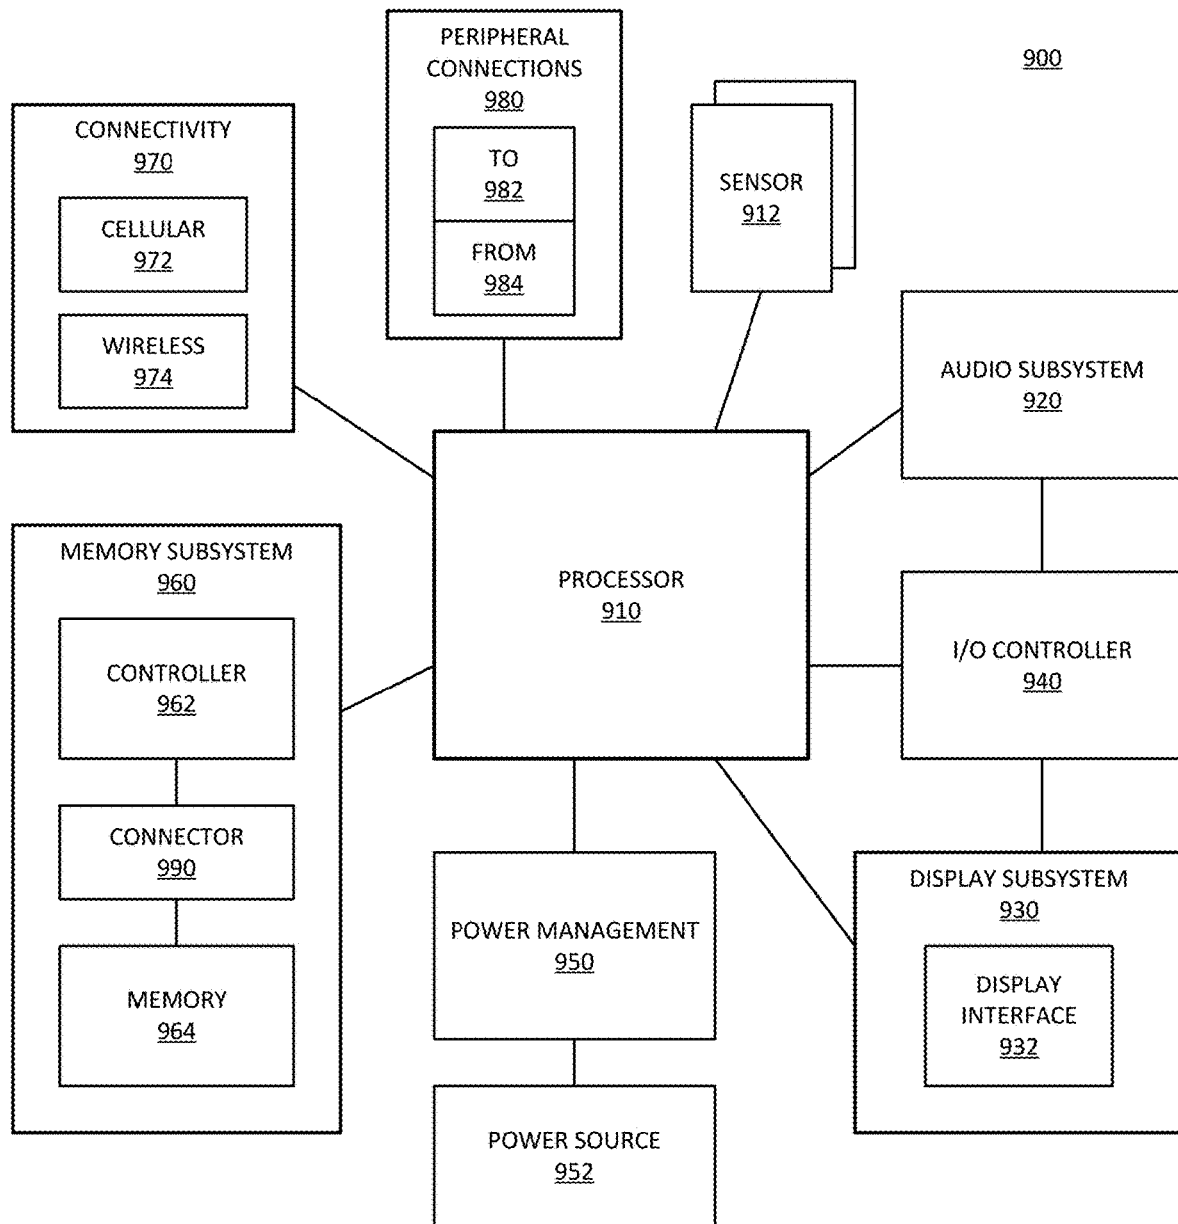 PERIPHERAL
CONNECTIONS
980
TO
982
FROM
984
900
CONNECTIVITY
970
CELLULAR
972
WIRELESS
974
SENSOR
912
AUDIO SUBSYSTEM
920
MEMORY SUBSYSTEM
960
CONTROLLER
962
CONNECTOR
990
MEMORY
964
PROCESSOR
910
I/O CONTROLLER
940
POWER MANAGEMENT
950
POWER SOURCE
952
DISPLAY SUBSYSTEM
930
DISPLAY
INTERFACE
932